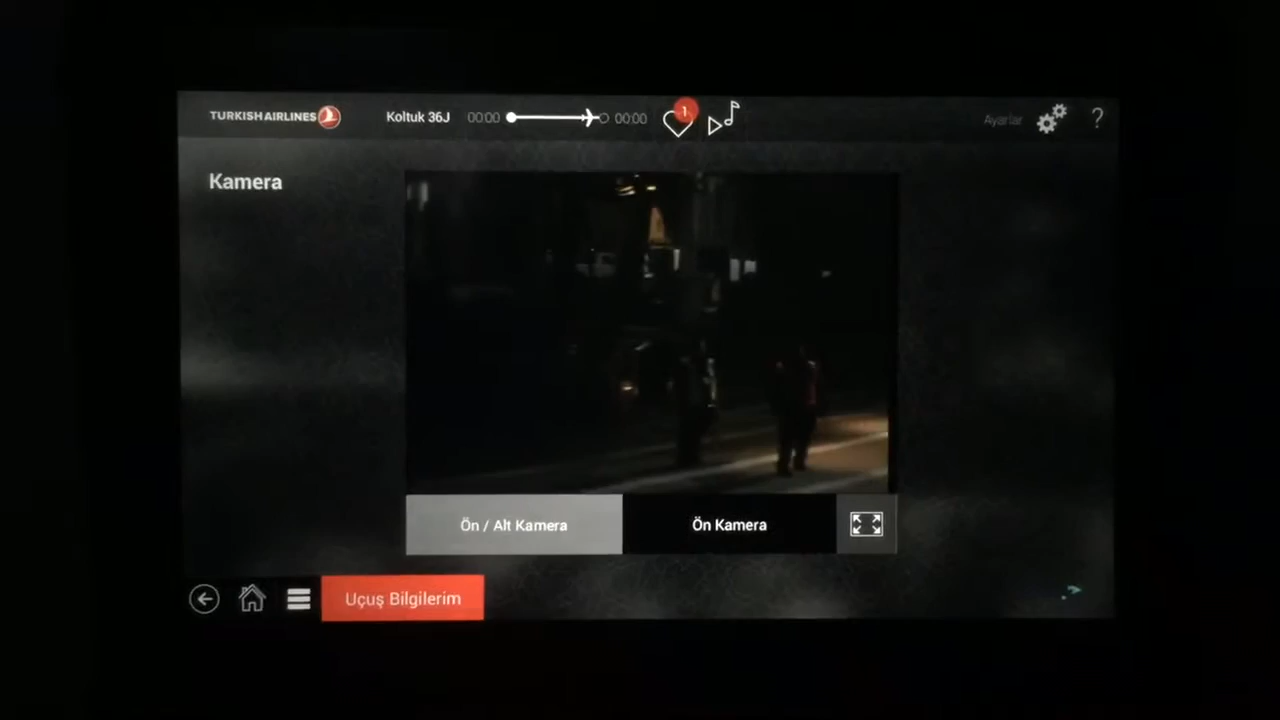 TURKISH AIRLINES Koltuk 36J 00:00 00:00 1 Ayarlar ?
Kamera
Ön / Alt Kamera Ön Kamera
Uçuş Bilgilerim